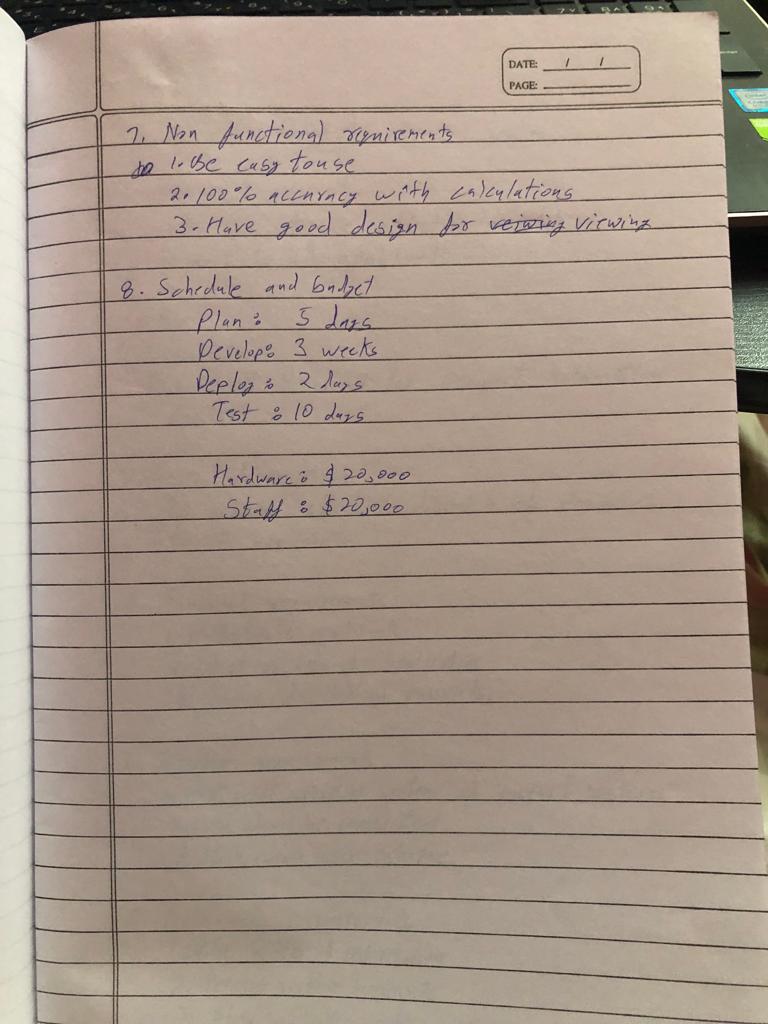 DATE: / /
PAGE:
7. Non functional requirements
1. Be easy to use
2. 100% accuracy with calculations
3. Have good design for veiwing viewing
8. Schedule and budget
Plan : 5 days
Develop : 3 weeks
Deploy : 2 days
Test : 10 days
Hardware : $20,000
Staff : $20,000